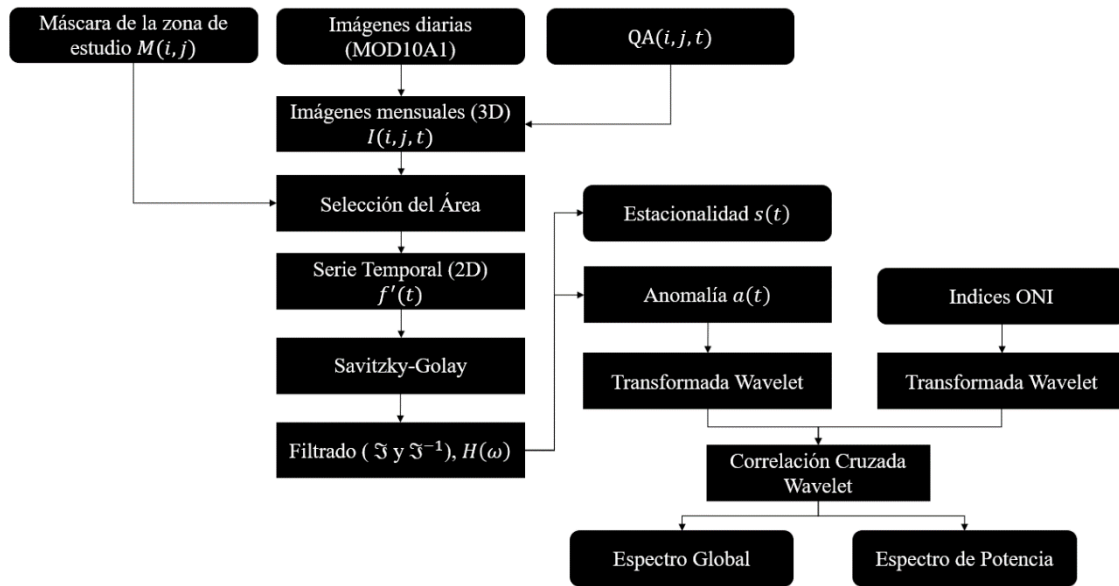 Máscara de la zona de
estudio M(i,j)
Imágenes diarias
(MOD10A1)
QA(i,j,t)
Imágenes mensuales (3D)
I(i,j,t)
Selección del Área
Estacionalidad s(t)
Serie Temporal (2D)
f'(t)
Anomalía a(t)
Indices ONI
Savitzky-Golay
Transformada Wavelet
Transformada Wavelet
Filtrado ( ℑ y ℑ⁻¹), H(ω)
Correlación Cruzada
Wavelet
Espectro Global
Espectro de Potencia